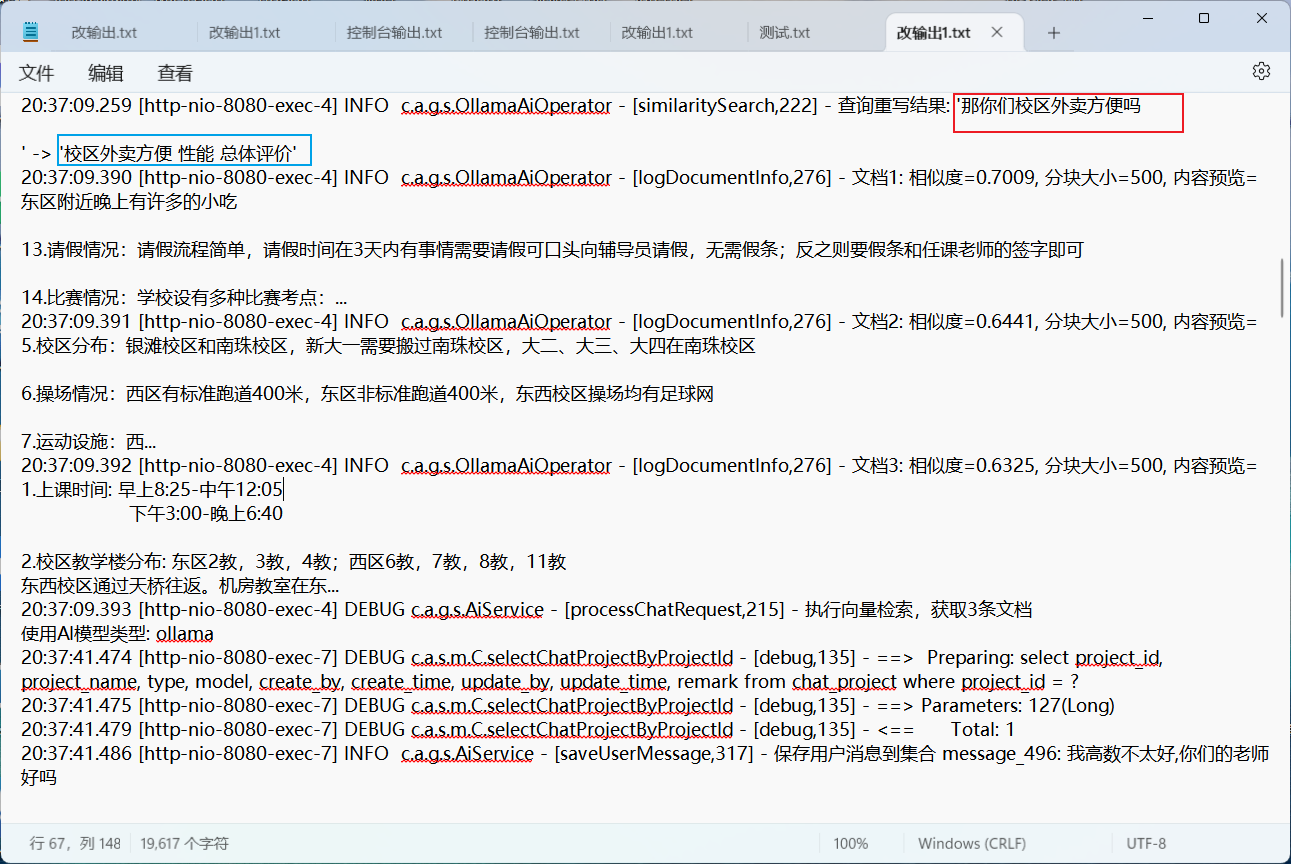 改输出.txt 改输出1.txt 控制台输出.txt 控制台输出.txt 改输出1.txt 测试.txt 改输出1.txt
文件 编辑 查看
20:37:09.259 [http-nio-8080-exec-4] INFO  c.a.g.s.OllamaAiOperator - [similaritySearch,222] - 查询重写结果: '那你们校区外卖方便吗
' -> '校区外卖方便 性能 总体评价'
20:37:09.390 [http-nio-8080-exec-4] INFO  c.a.g.s.OllamaAiOperator - [logDocumentInfo,276] - 文档1: 相似度=0.7009, 分块大小=500, 内容预览=
东区附近晚上有许多的小吃
13.请假情况：请假流程简单，请假时间在3天内有事情需要请假可口头向辅导员请假，无需假条；反之则要假条和任课老师的签字即可
14.比赛情况：学校设有多种比赛考点：...
20:37:09.391 [http-nio-8080-exec-4] INFO  c.a.g.s.OllamaAiOperator - [logDocumentInfo,276] - 文档2: 相似度=0.6441, 分块大小=500, 内容预览=
5.校区分布：银滩校区和南珠校区，新大一需要搬过南珠校区，大二、大三、大四在南珠校区
6.操场情况：西区有标准跑道400米，东区非标准跑道400米，东西校区操场均有足球网
7.运动设施：西...
20:37:09.392 [http-nio-8080-exec-4] INFO  c.a.g.s.OllamaAiOperator - [logDocumentInfo,276] - 文档3: 相似度=0.6325, 分块大小=500, 内容预览=
1.上课时间: 早上8:25-中午12:05
下午3:00-晚上6:40
2.校区教学楼分布: 东区2教，3教，4教；西区6教，7教，8教，11教
东西校区通过天桥往返。机房教室在东...
20:37:09.393 [http-nio-8080-exec-4] DEBUG c.a.g.s.AiService - [processChatRequest,215] - 执行向量检索，获取3条文档
使用AI模型类型: ollama
20:37:41.474 [http-nio-8080-exec-7] DEBUG c.a.s.m.C.selectChatProjectByProjectId - [debug,135] - ==>  Preparing: select project_id,
project_name, type, model, create_by, create_time, update_by, update_time, remark from chat_project where project_id = ?
20:37:41.475 [http-nio-8080-exec-7] DEBUG c.a.s.m.C.selectChatProjectByProjectId - [debug,135] - ==> Parameters: 127(Long)
20:37:41.479 [http-nio-8080-exec-7] DEBUG c.a.s.m.C.selectChatProjectByProjectId - [debug,135] - <==      Total: 1
20:37:41.486 [http-nio-8080-exec-7] INFO  c.a.g.s.AiService - [saveUserMessage,317] - 保存用户消息到集合 message_496: 我高数不太好,你们的老师
好吗
行 67，列 148 19,617 个字符 100% Windows (CRLF) UTF-8